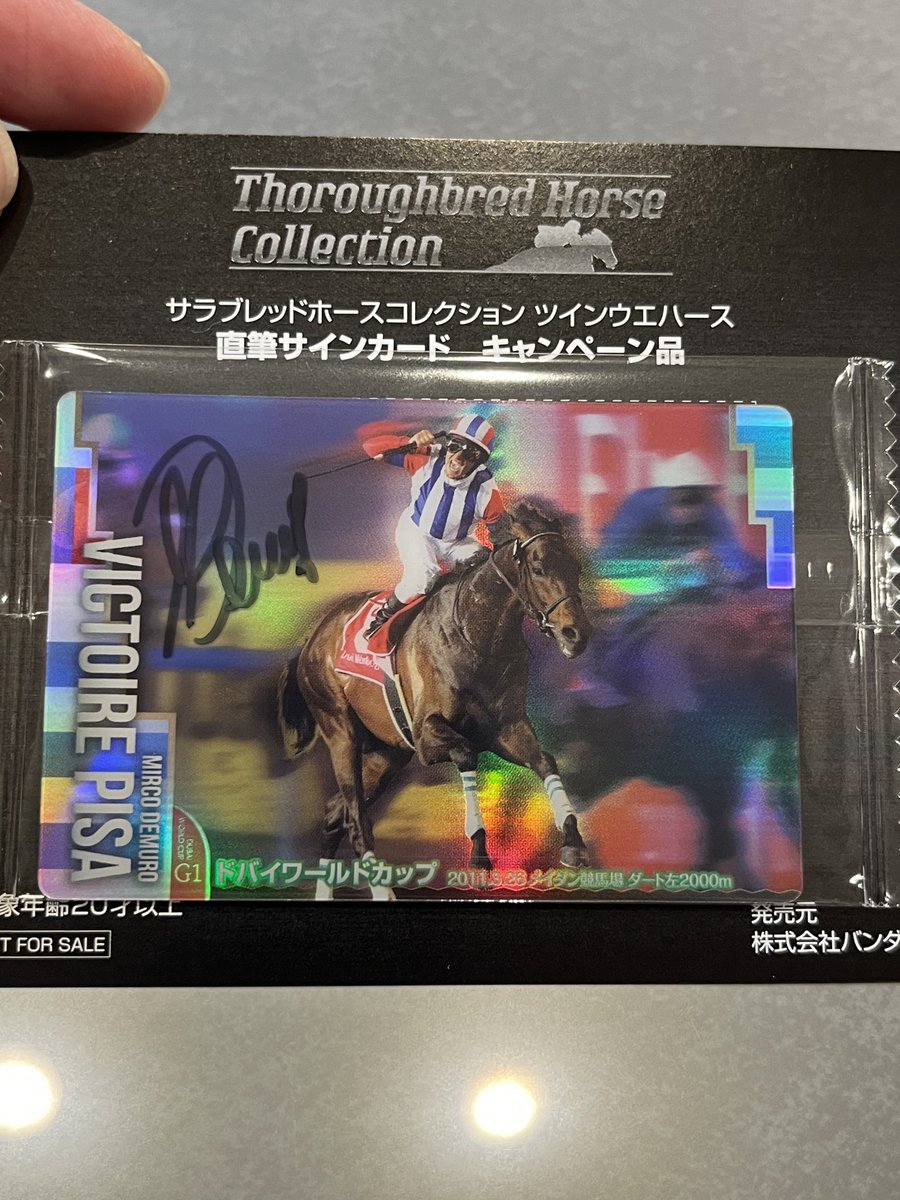 Thoroughbred Horse
Collection
サラブレッドホースコレクション ツインウエハース
直筆サインカード キャンペーン品
VICTOIRE PISA
MIRCO DEMURO
DUBAI
WORLD CUP
G1
ドバイワールドカップ 2011.3.26 メイダン競馬場 ダート左2000m
象年齢20才以上
T FOR SALE
発売元
株式会社バンダ